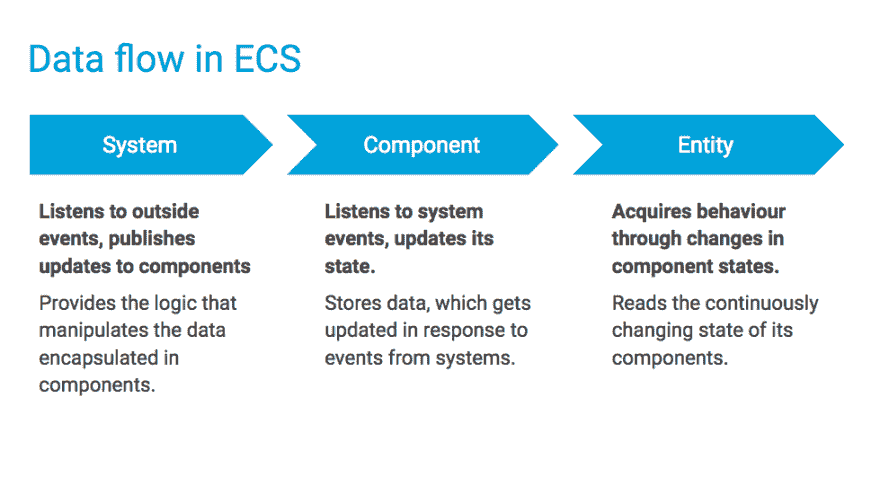 Data flow in ECS
System
Component
Entity
Listens to outside
events, publishes
updates to components
Provides the logic that
manipulates the data
encapsulated in
components.
Listens to system
events, updates its
state.
Stores data, which gets
updated in response to
events from systems.
Acquires behaviour
through changes in
component states.
Reads the continuously
changing state of its
components.